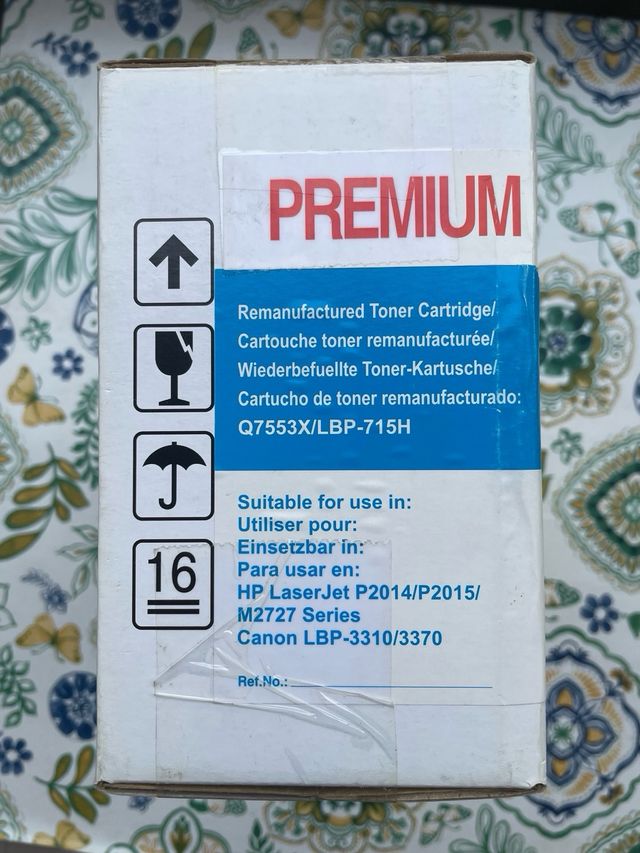 PREMIUM
Remanufactured Toner Cartridge/
Cartouche toner remanufacturée/
Wiederbefuellte Toner-Kartusche/
Cartucho de toner remanufacturado:
Q7553X/LBP-715H
16
Suitable for use in:
Utiliser pour:
Einsetzbar in:
Para usar en:
HP LaserJet P2014/P2015/
M2727 Series
Canon LBP-3310/3370
Ref.No.: